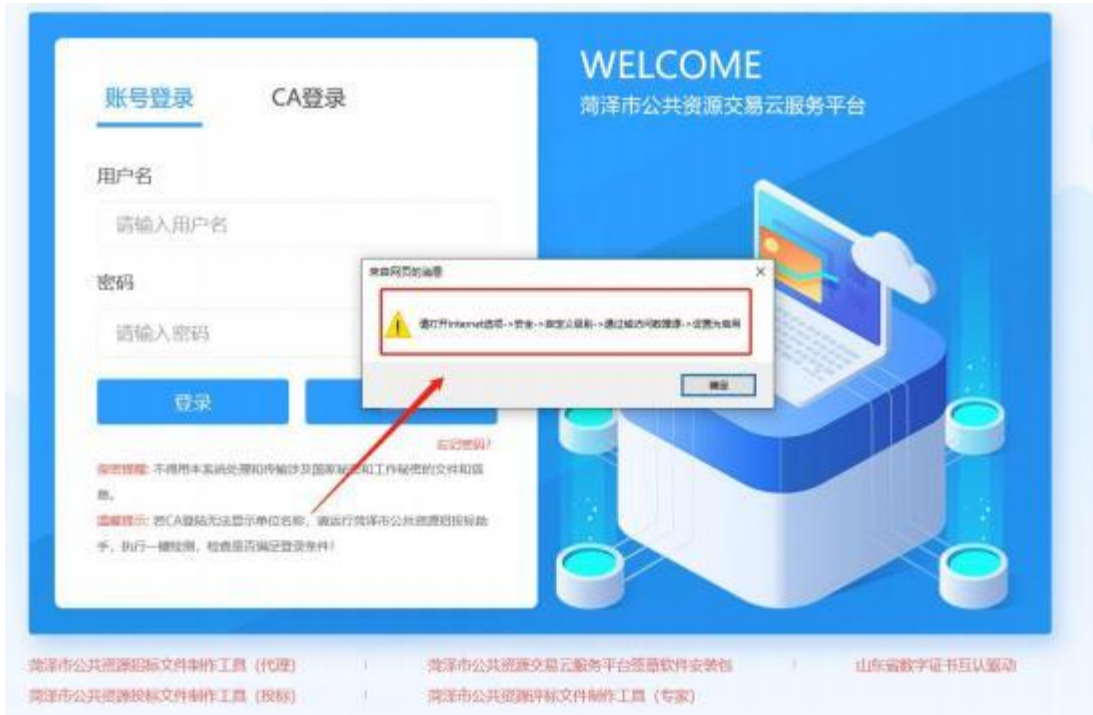 WELCOME
菏泽市公共资源交易云服务平台
账号登录 CA登录
用户名
请输入用户名
密码
请输入密码
来自网页的消息
X
请打开Internet选项->安全->自定义级别->通过域访问数据源->设置为启用
确定
登录
忘记密码?
保密提醒: 不得用本系统处理和传输涉及国家秘密和工作秘密的文件和信
息。
温馨提示: 若CA登陆无法显示单位名称,请运行菏泽市公共资源招投标助
手,执行一键检测,检查是否满足登录条件!
菏泽市公共资源招标文件制作工具(代理) | 菏泽市公共资源交易云服务平台签章软件安装包 | 山东省数字证书互认驱动
菏泽市公共资源投标文件制作工具(投标) | 菏泽市公共资源评标文件制作工具(专家)